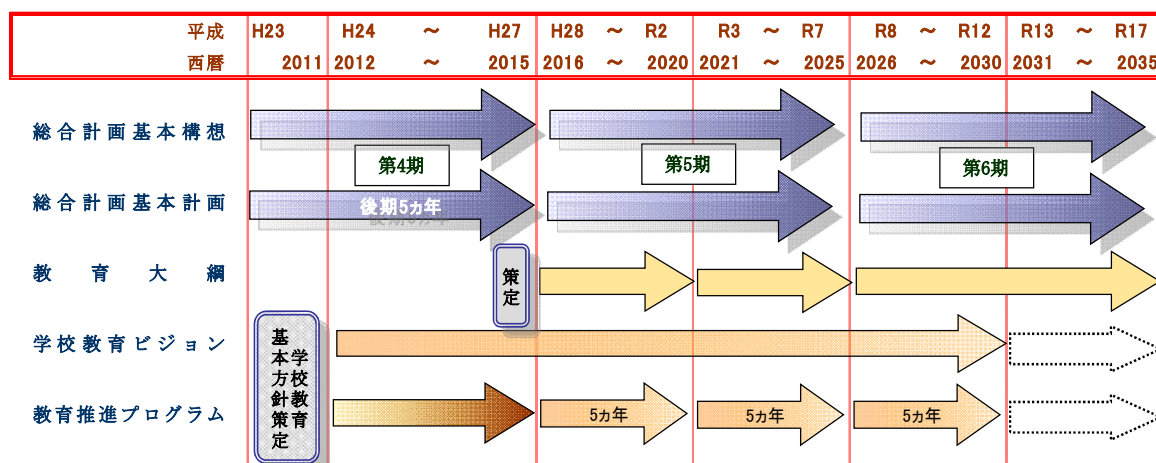 平成 H23 H24 ～ H27 H28 ～ R2 R3 ～ R7 R8 ～ R12 R13 ～ R17
西暦 2011 2012 ～ 2015 2016 ～ 2020 2021 ～ 2025 2026 ～ 2030 2031 ～ 2035
総合計画基本構想
第4期
第5期
第6期
総合計画基本計画
後期5ヵ年
教育大綱
策定
学校教育ビジョン
学校教育
基本方針策定
教育推進プログラム
5ヵ年
5ヵ年
5ヵ年